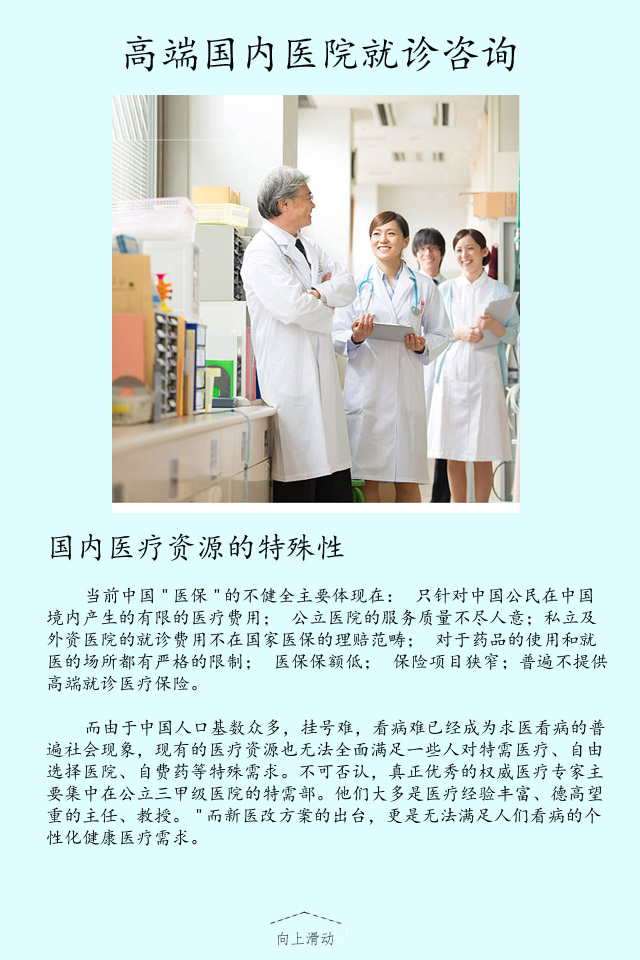 高端国内医院就诊咨询
国内医疗资源的特殊性
当前中国"医保"的不健全主要体现在： 只针对中国公民在中国
境内产生的有限的医疗费用； 公立医院的服务质量不尽人意；私立及
外资医院的就诊费用不在国家医保的理赔范畴； 对于药品的使用和就
医的场所都有严格的限制； 医保保额低； 保险项目狭窄；普遍不提供
高端就诊医疗保险。
而由于中国人口基数众多，挂号难，看病难已经成为求医看病的普
遍社会现象，现有的医疗资源也无法全面满足一些人对特需医疗、自由
选择医院、自费药等特殊需求。不可否认，真正优秀的权威医疗专家主
要集中在公立三甲级医院的特需部。他们大多是医疗经验丰富、德高望
重的主任、教授。"而新医改方案的出台，更是无法满足人们看病的个
性化健康医疗需求。
向上滑动